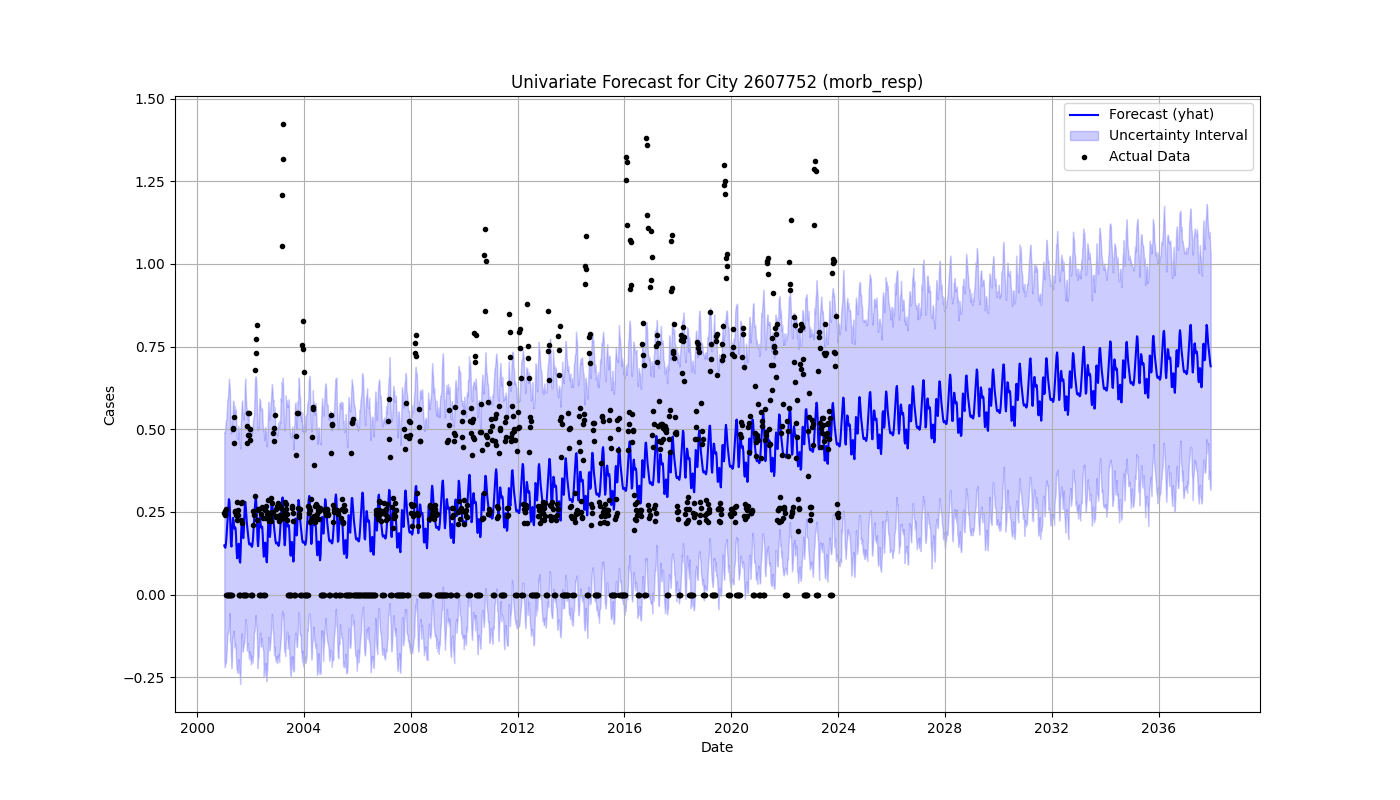 Univariate Forecast for City 2607752 (morb_resp)
Forecast (yhat)
Uncertainty Interval
Actual Data
1.50
1.25
1.00
0.75
0.50
0.25
0.00
−0.25
Cases
2000 2004 2008 2012 2016 2020 2024 2028 2032 2036
Date